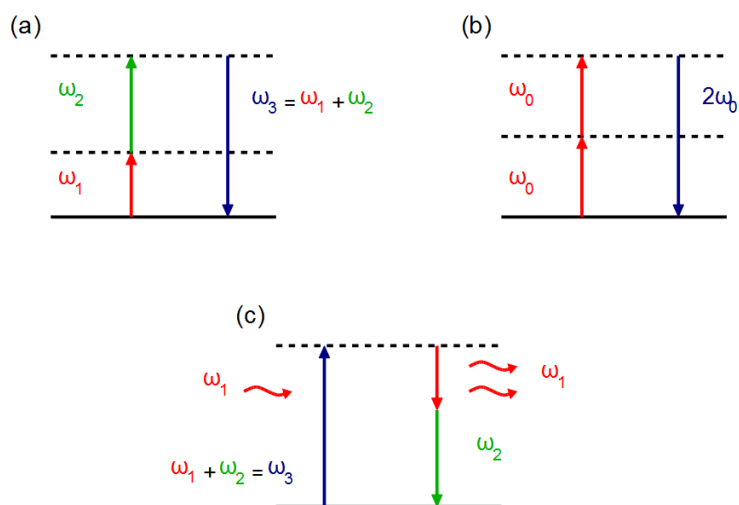 (a)
ω₂
ω₃ = ω₁ + ω₂
ω₁
(b)
ω₀
2ω₀
ω₀
(c)
ω₁
ω₁
ω₂
ω₁ + ω₂ = ω₃